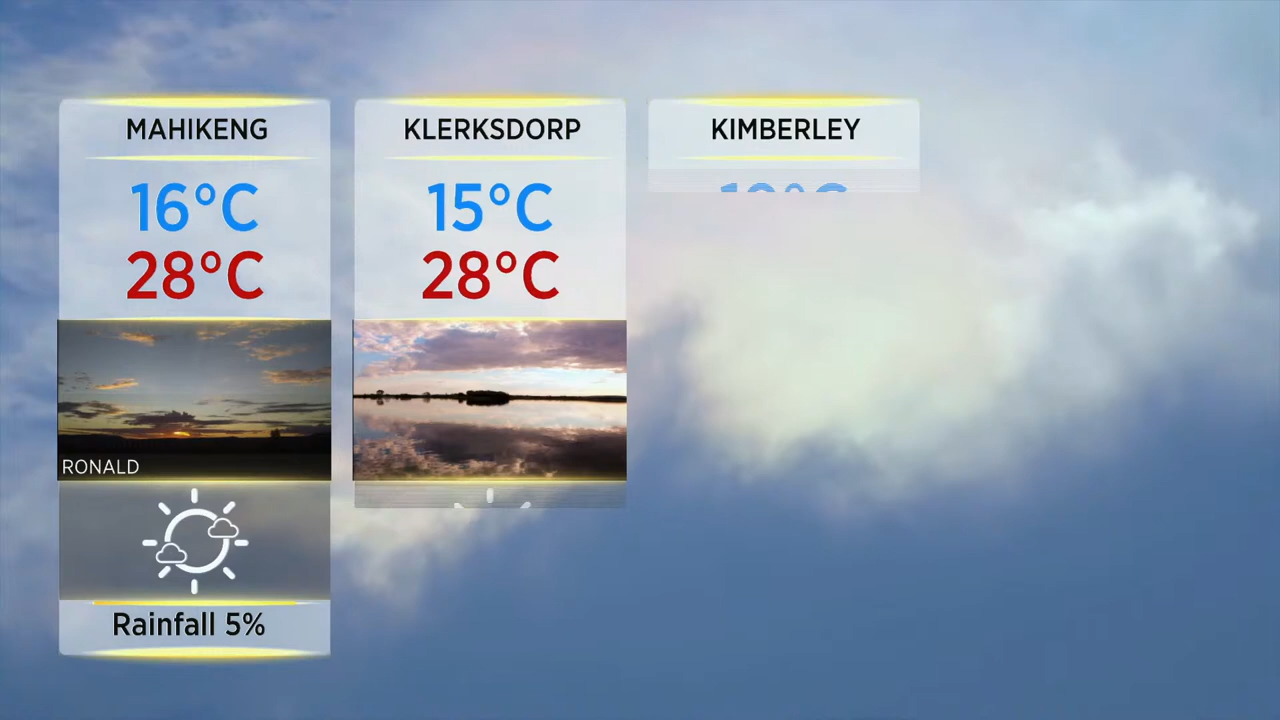 MAHIKENG
16°C
28°C
RONALD
Rainfall 5%
KLERKSDORP
15°C
28°C
KIMBERLEY